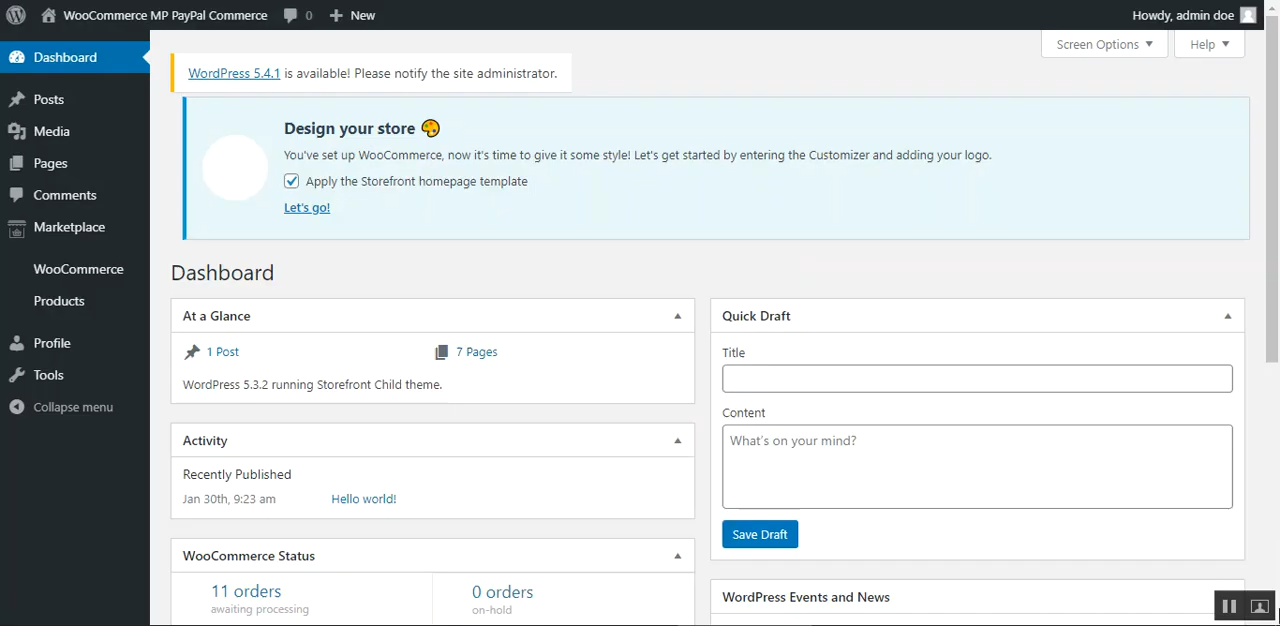 WooCommerce MP PayPal Commerce 0 New Howdy, admin doe
Screen Options Help
Dashboard
Posts
Media
Pages
Comments
Marketplace
WooCommerce
Products
Profile
Tools
Collapse menu
WordPress 5.4.1 is available! Please notify the site administrator.
Design your store
You've set up WooCommerce, now it's time to give it some style! Let's get started by entering the Customizer and adding your logo.
Apply the Storefront homepage template
Let's go!
Dashboard
At a Glance
1 Post 7 Pages
WordPress 5.3.2 running Storefront Child theme.
Activity
Recently Published
Jan 30th, 9:23 am Hello world!
WooCommerce Status
11 orders
awaiting processing
0 orders
on-hold
Quick Draft
Title
Content
What's on your mind?
Save Draft
WordPress Events and News